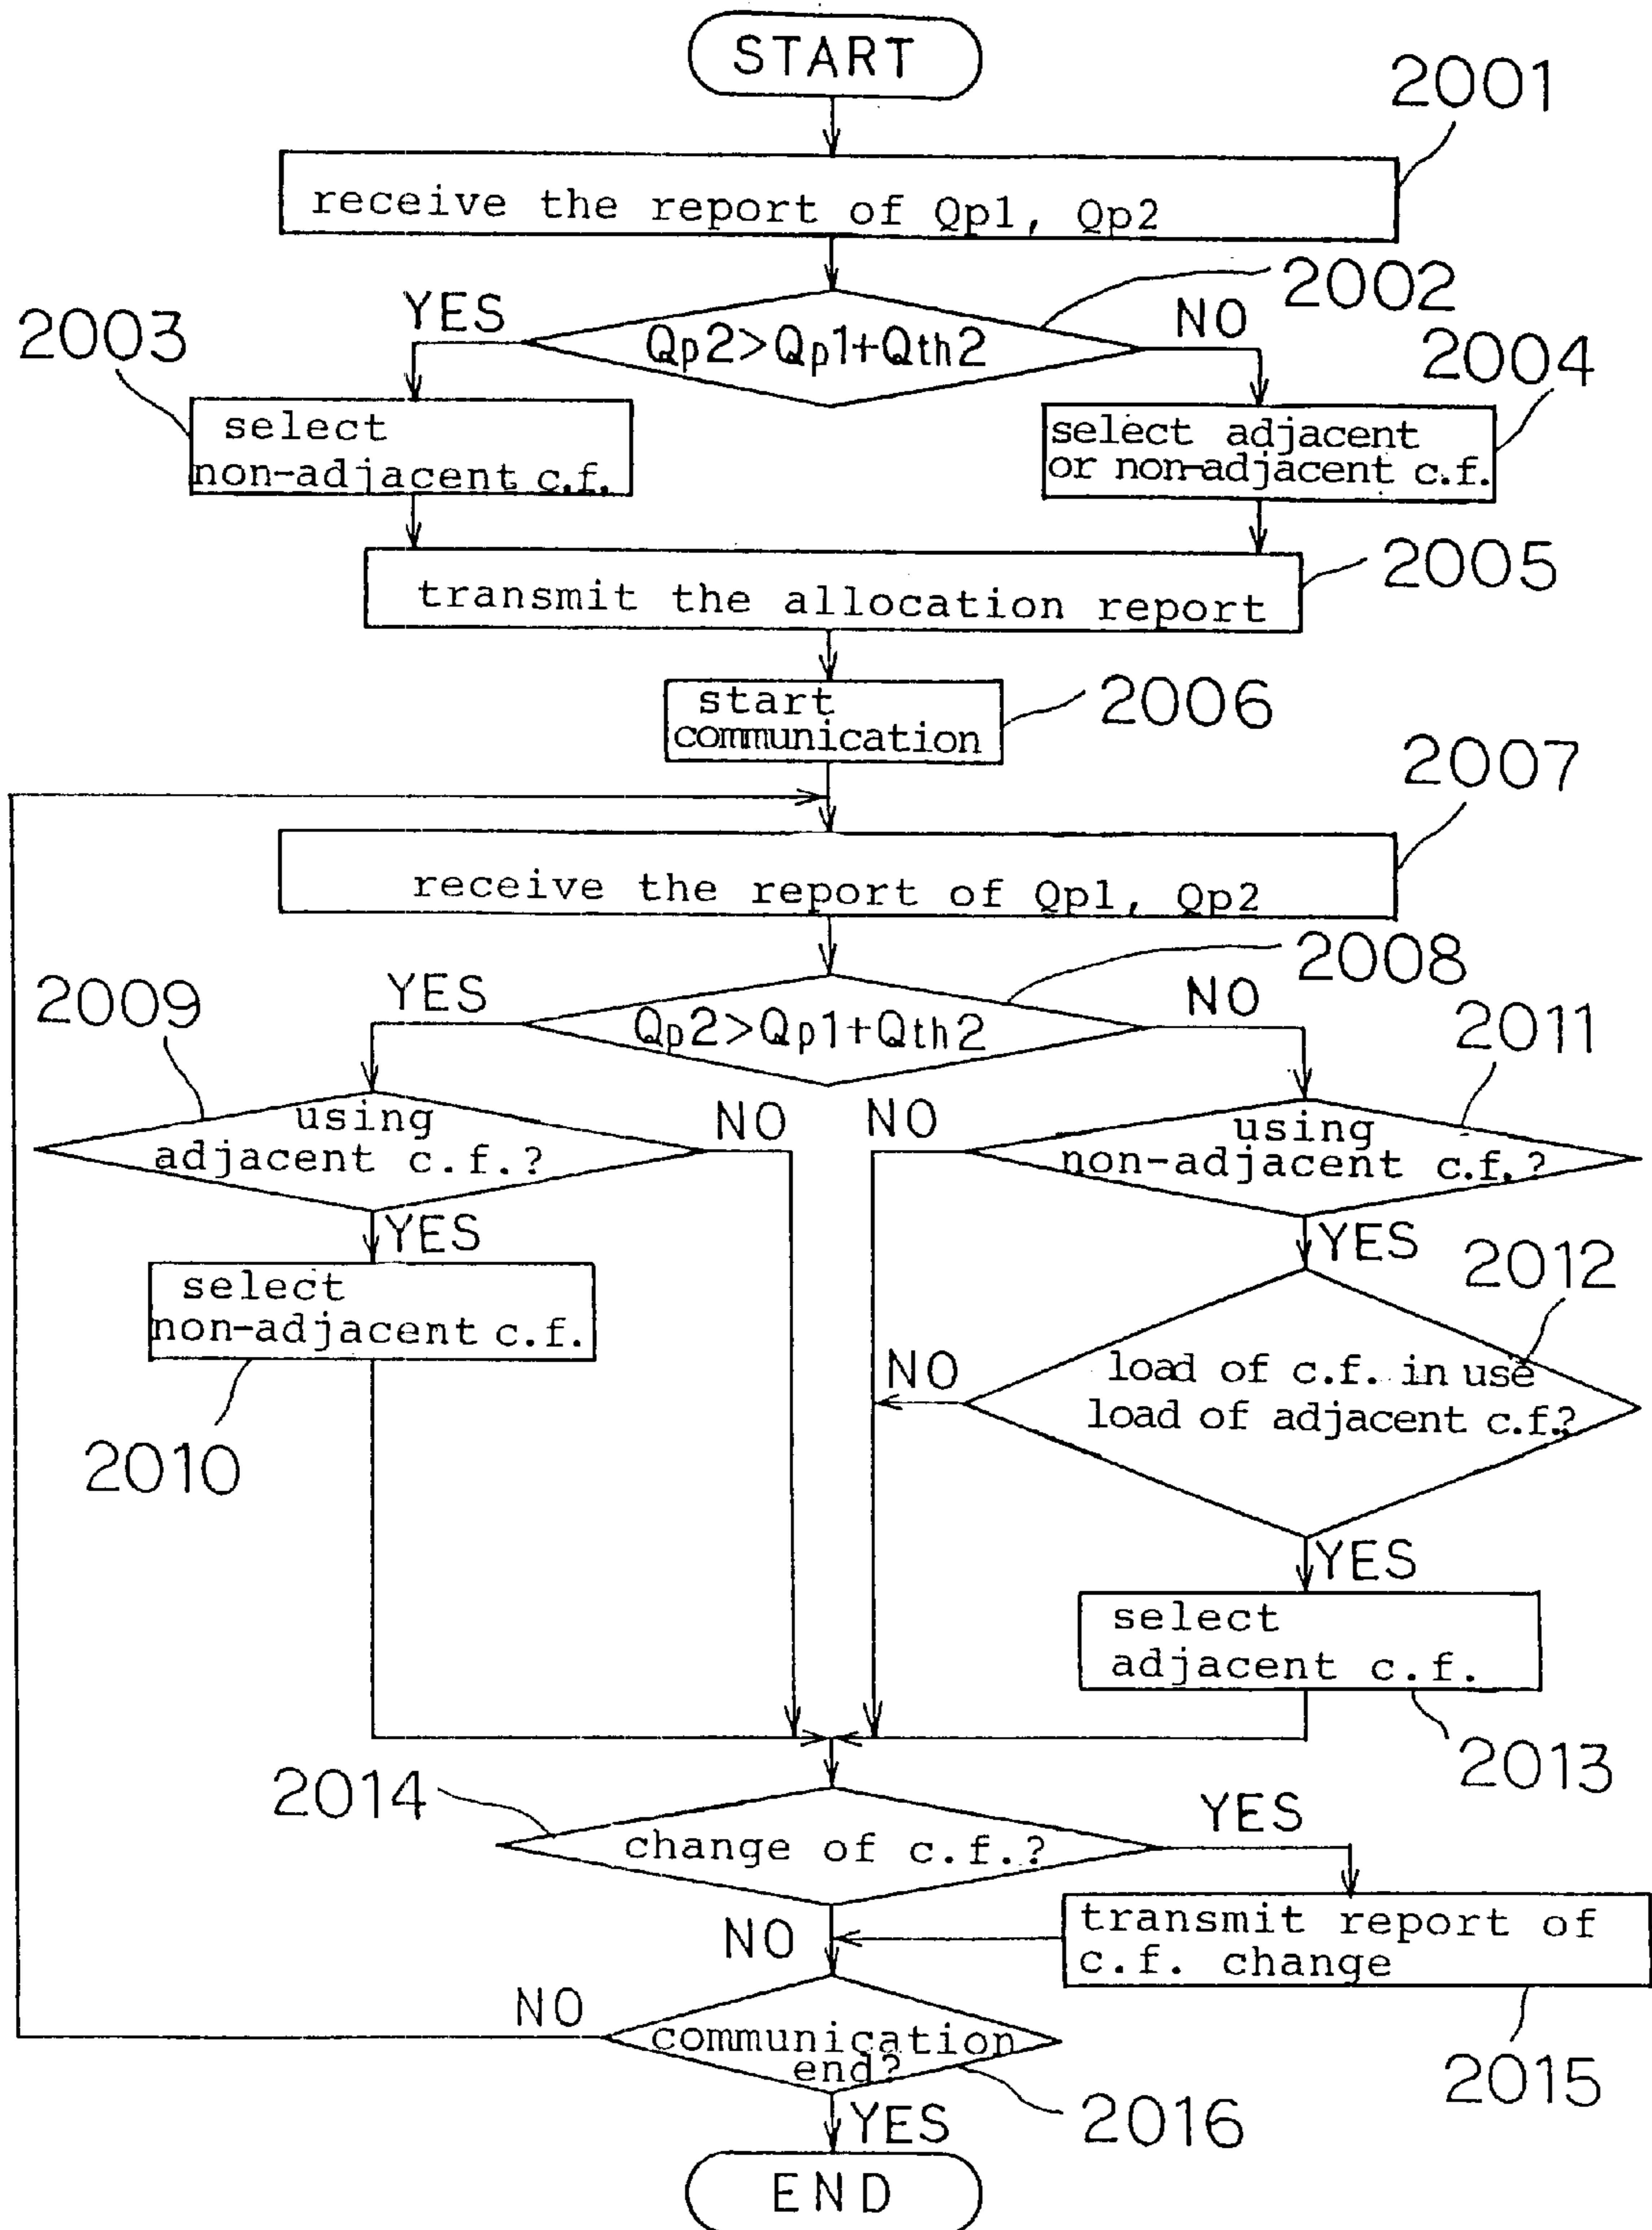 START
2001
receive the report of Qp1, Qp2
2002
YES
NO
2003
Qp2>Qp1+Qth2
2004
select
non-adjacent c.f.
select adjacent
or non-adjacent c.f.
2005
transmit the allocation report
2006
start
communication
2007
receive the report of Qp1, Qp2
2008
YES
NO
2009
Qp2>Qp1+Qth2
2011
using
adjacent c.f.?
NO
NO
using
non-adjacent c.f.?
YES
YES
2012
select
non-adjacent c.f.
NO
load of c.f. in use
load of adjacent c.f.?
2010
YES
select
adjacent c.f.
2013
2014
YES
change of c.f.?
transmit report of
c.f. change
NO
NO
communication
end?
2015
2016
YES
END